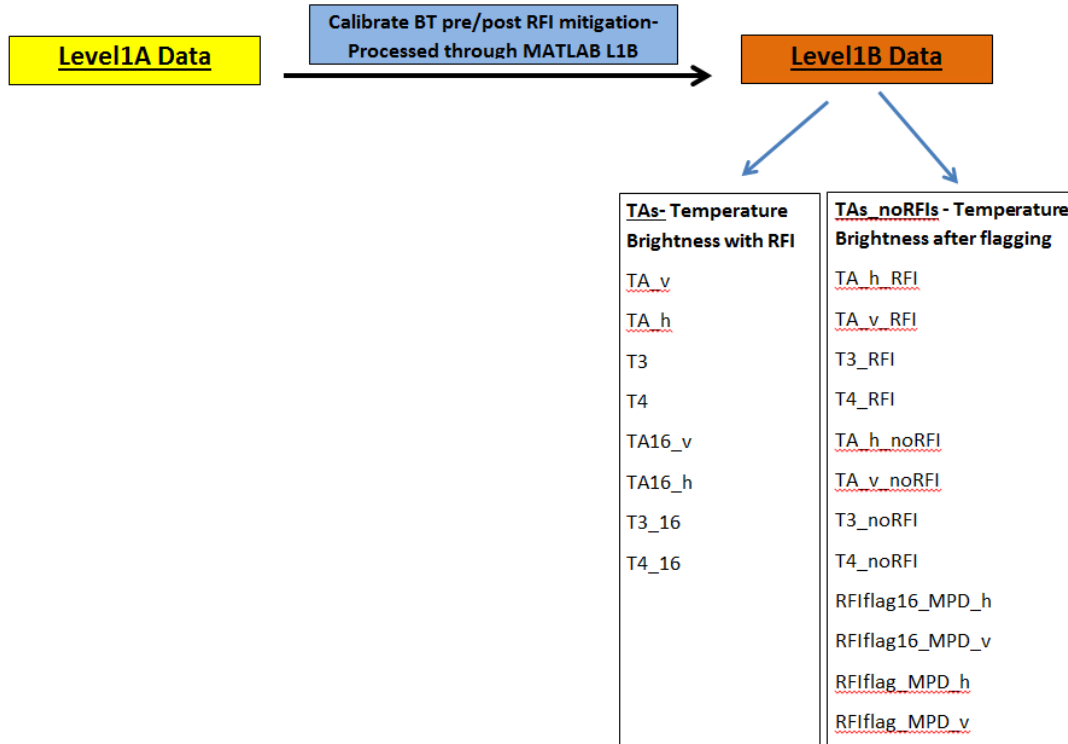 Calibrate BT pre/post RFI mitigation-
Processed through MATLAB L1B
Level1A Data
Level1B Data
TAs- Temperature
Brightness with RFI
TA_v
TA_h
T3
T4
TA16_v
TA16_h
T3_16
T4_16
TAs_noRFIs - Temperature
Brightness after flagging
TA_h_RFI
TA_v_RFI
T3_RFI
T4_RFI
TA_h_noRFI
TA_v_noRFI
T3_noRFI
T4_noRFI
RFIflag16_MPD_h
RFIflag16_MPD_v
RFIflag_MPD_h
RFIflag_MPD_v